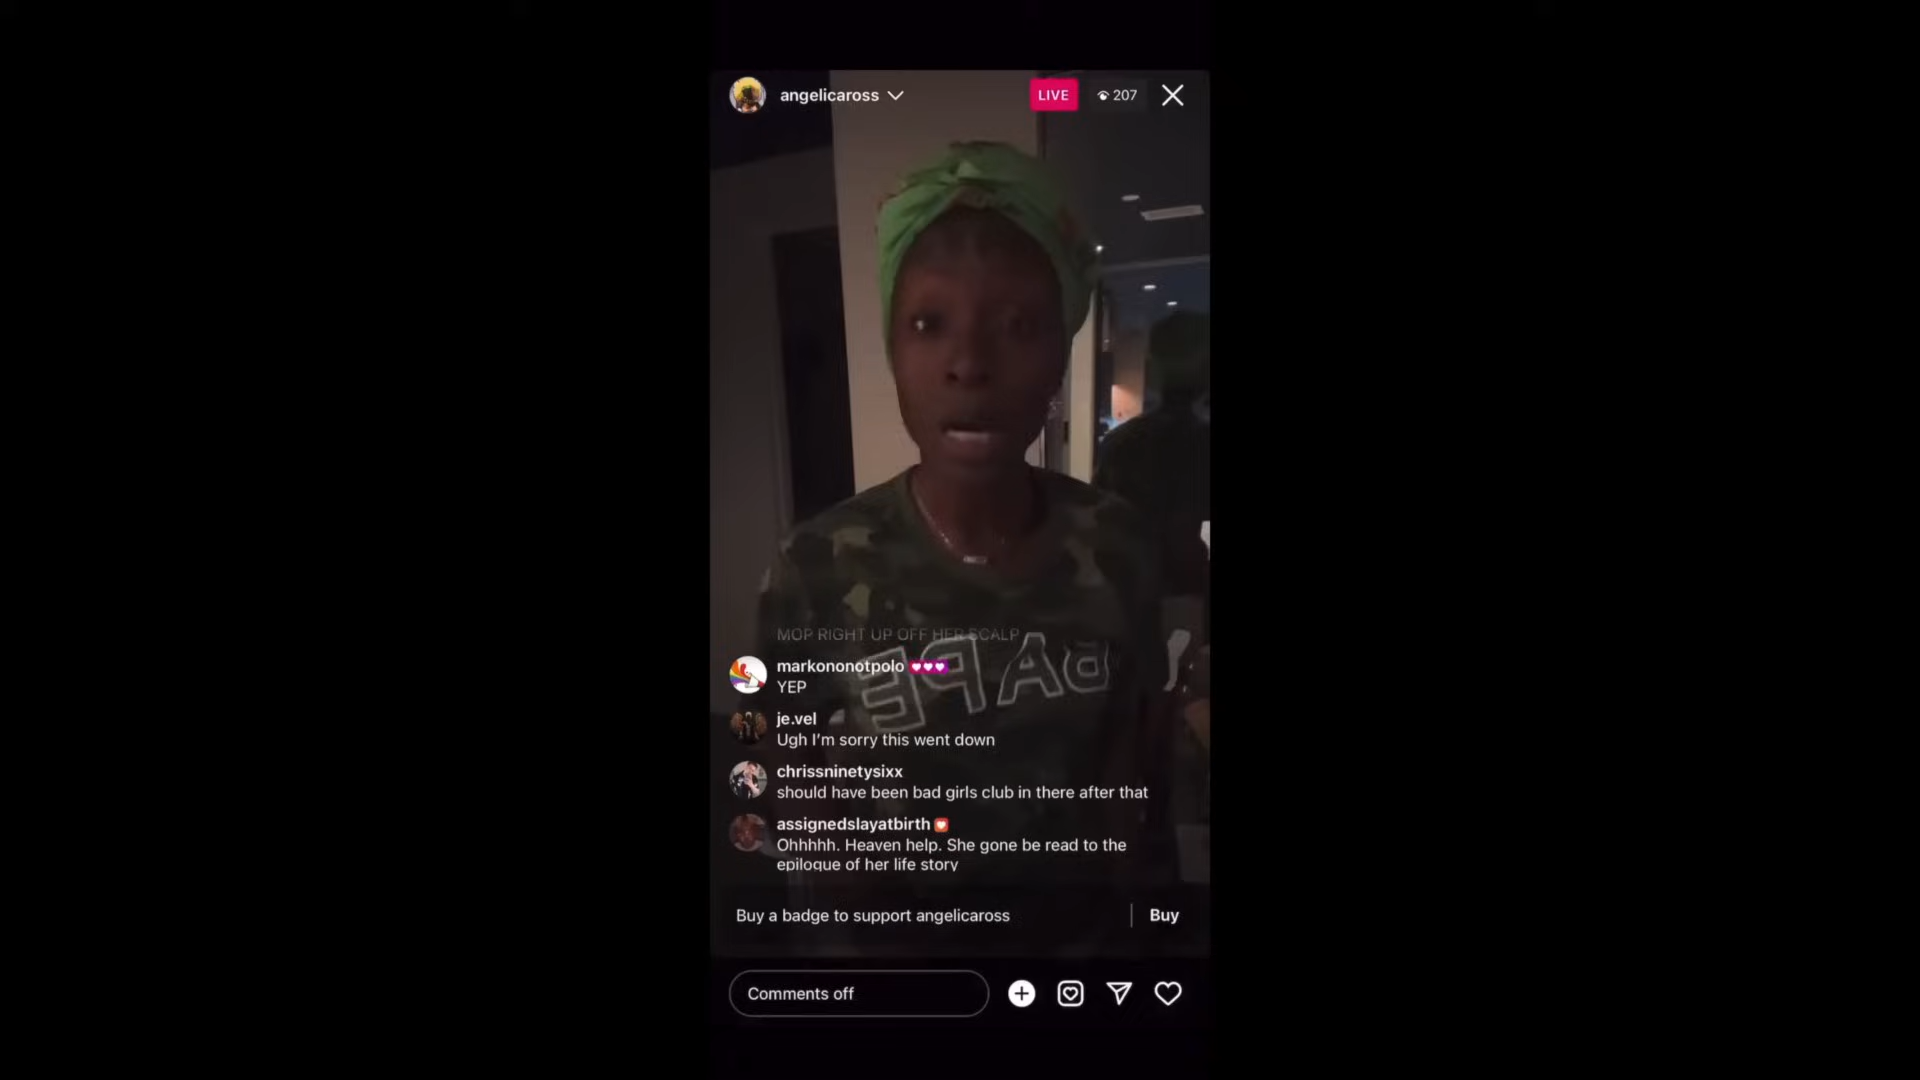 angelicaross
LIVE
207
MOP RIGHT UP OFF HER SCALP
markononotpolo
YEP
BAPE
je.vel
Ugh I'm sorry this went down
chrissninetysixx
should have been bad girls club in there after that
assignedslayatbirth
Ohhhhh. Heaven help. She gone be read to the
epilogue of her life story
Buy a badge to support angelicaross
Buy
Comments off